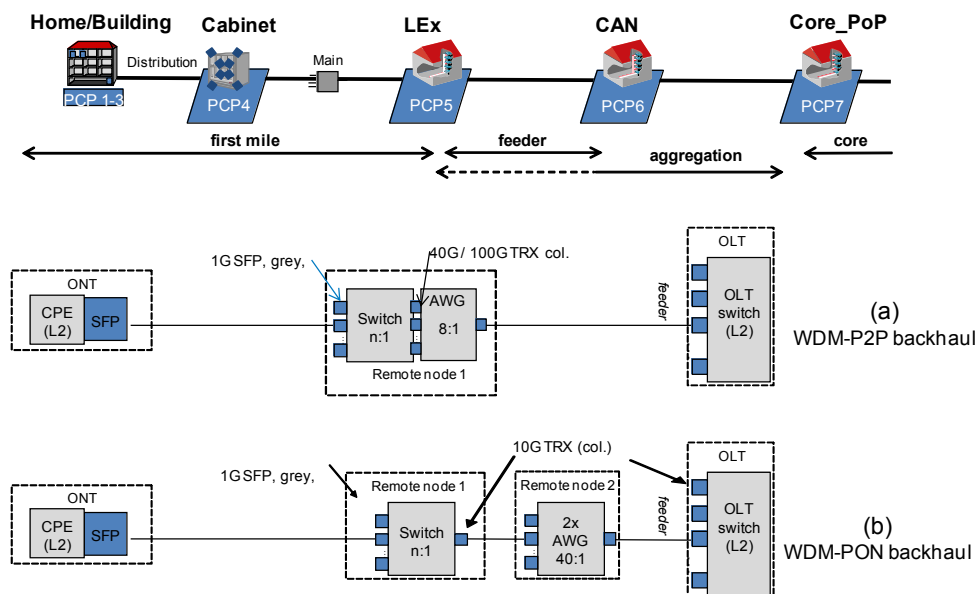 Home/Building
Cabinet
LEx
CAN
Core_PoP
Distribution
Main
PCP 1-3
PCP4
PCP5
PCP6
PCP7
first mile
feeder
aggregation
core
1G SFP, grey,
40G/ 100G TRX col.
OLT
ONT
CPE
(L2)
SFP
Switch
n:1
AWG
8:1
Remote node 1
feeder
OLT
switch
(L2)
(a)
WDM-P2P backhaul
1G SFP, grey,
10G TRX (col.)
OLT
ONT
CPE
(L2)
SFP
Remote node 1
Switch
n:1
Remote node 2
2x
AWG
40:1
feeder
OLT
switch
(L2)
(b)
WDM-PON backhaul